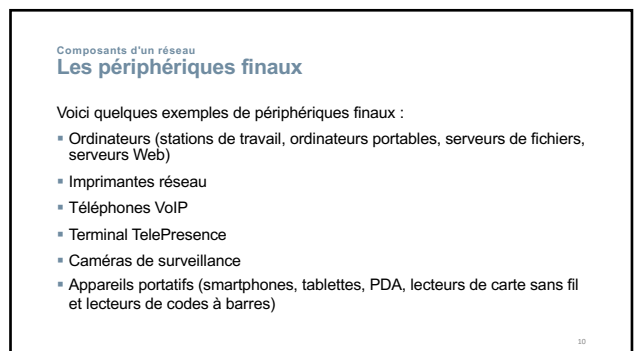 Composants d'un réseau
Les périphériques finaux
Voici quelques exemples de périphériques finaux :
▪ Ordinateurs (stations de travail, ordinateurs portables, serveurs de fichiers,
serveurs Web)
▪ Imprimantes réseau
▪ Téléphones VoIP
▪ Terminal TelePresence
▪ Caméras de surveillance
▪ Appareils portatifs (smartphones, tablettes, PDA, lecteurs de carte sans fil
et lecteurs de codes à barres)
10